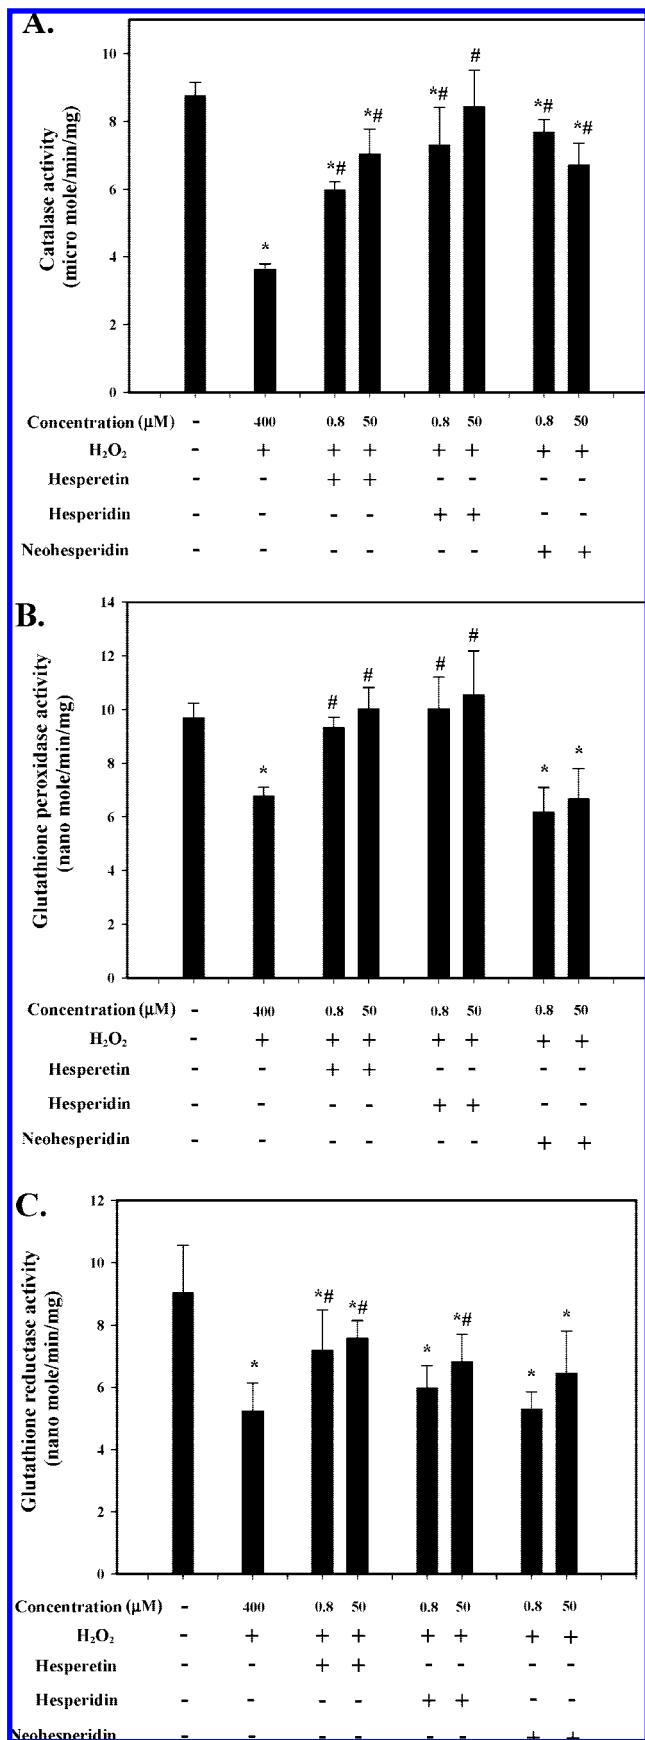 A.
10
8
6
4
2
0
Catalase activity
(micro mole/min/mg)
* *# *# *# # *# *#
Concentration (μM) - 400 0.8 50 0.8 50 0.8 50
H₂O₂ - + + + + + + +
Hesperetin - - + + - - - -
Hesperidin - - - - + + - -
Neohesperidin - - - - - - + +
B.
14
12
10
8
6
4
2
0
Glutathione peroxidase activity
(nano mole/min/mg)
* # # # # * *
Concentration (μM) - 400 0.8 50 0.8 50 0.8 50
H₂O₂ - + + + + + + +
Hesperetin - - + + - - - -
Hesperidin - - - - + + - -
Neohesperidin - - - - - - + +
C.
12
10
8
6
4
2
0
Glutathione reductase activity
(nano mole/min/mg)
* *# *# * *# * *
Concentration (μM) - 400 0.8 50 0.8 50 0.8 50
H₂O₂ - + + + + + + +
Hesperetin - - + + - - - -
Hesperidin - - - - + + - -
Neohesperidin - - - - - - + +